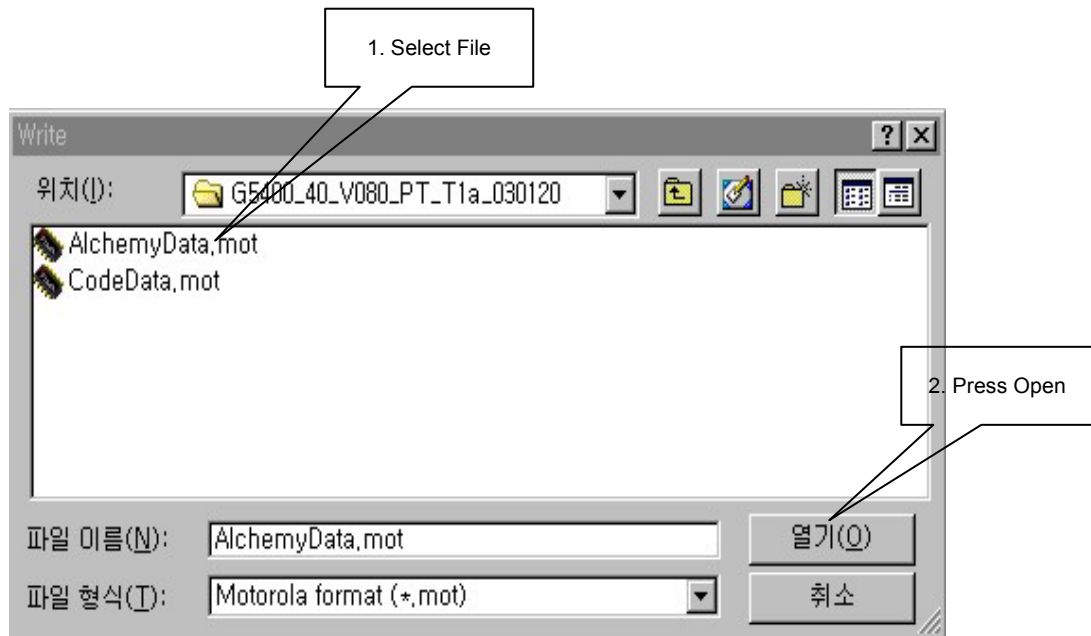 1. Select File
Write
위치(I): G5400_40_V080_PT_T1a_030120
AlchemyData,mot
CodeData,mot
2. Press Open
파일 이름(N): AlchemyData,mot 열기(O)
파일 형식(T): Motorola format (*,mot) 취소